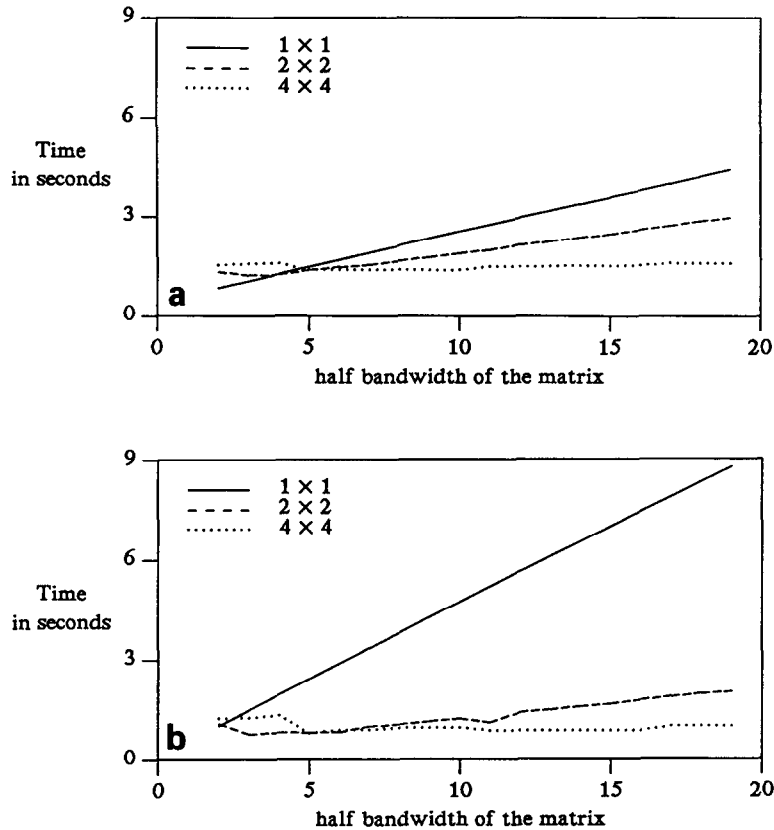 9
1 × 1
2 × 2
4 × 4
6
Time
in seconds
3
a
0
0
5
10
15
20
half bandwidth of the matrix
9
1 × 1
2 × 2
4 × 4
6
Time
in seconds
3
b
0
0
5
10
15
20
half bandwidth of the matrix